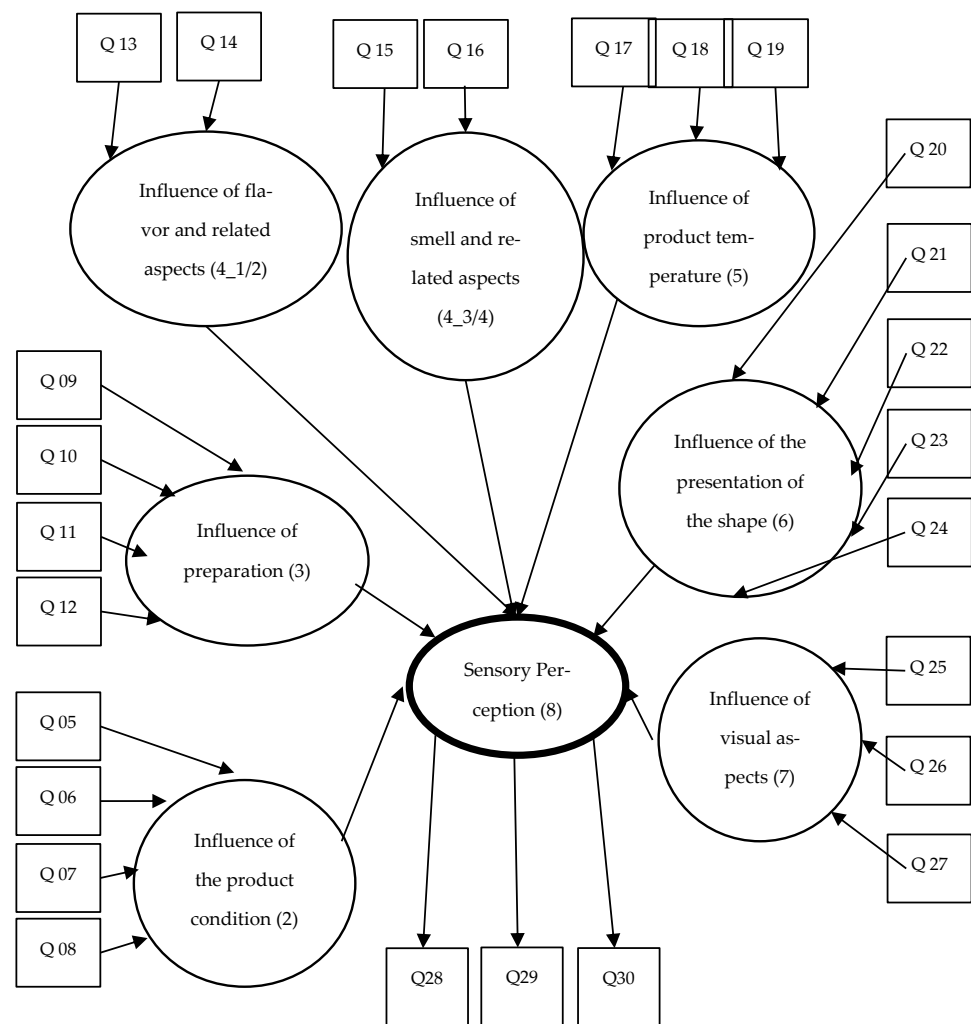 Q 13
Q 14
Q 15
Q 16
Q 17
Q 18
Q 19
Q 20
Influence of fla-
vor and related
aspects (4_1/2)
Influence of
smell and re-
lated aspects
(4_3/4)
Influence of
product tem-
perature (5)
Q 21
Q 22
Q 23
Q 24
Q 09
Q 10
Q 11
Q 12
Influence of
preparation (3)
Influence of the
presentation of
the shape (6)
Sensory Per-
ception (8)
Q 05
Q 06
Q 07
Q 08
Influence of
the product
condition (2)
Influence of
visual as-
pects (7)
Q 25
Q 26
Q 27
Q28
Q29
Q30